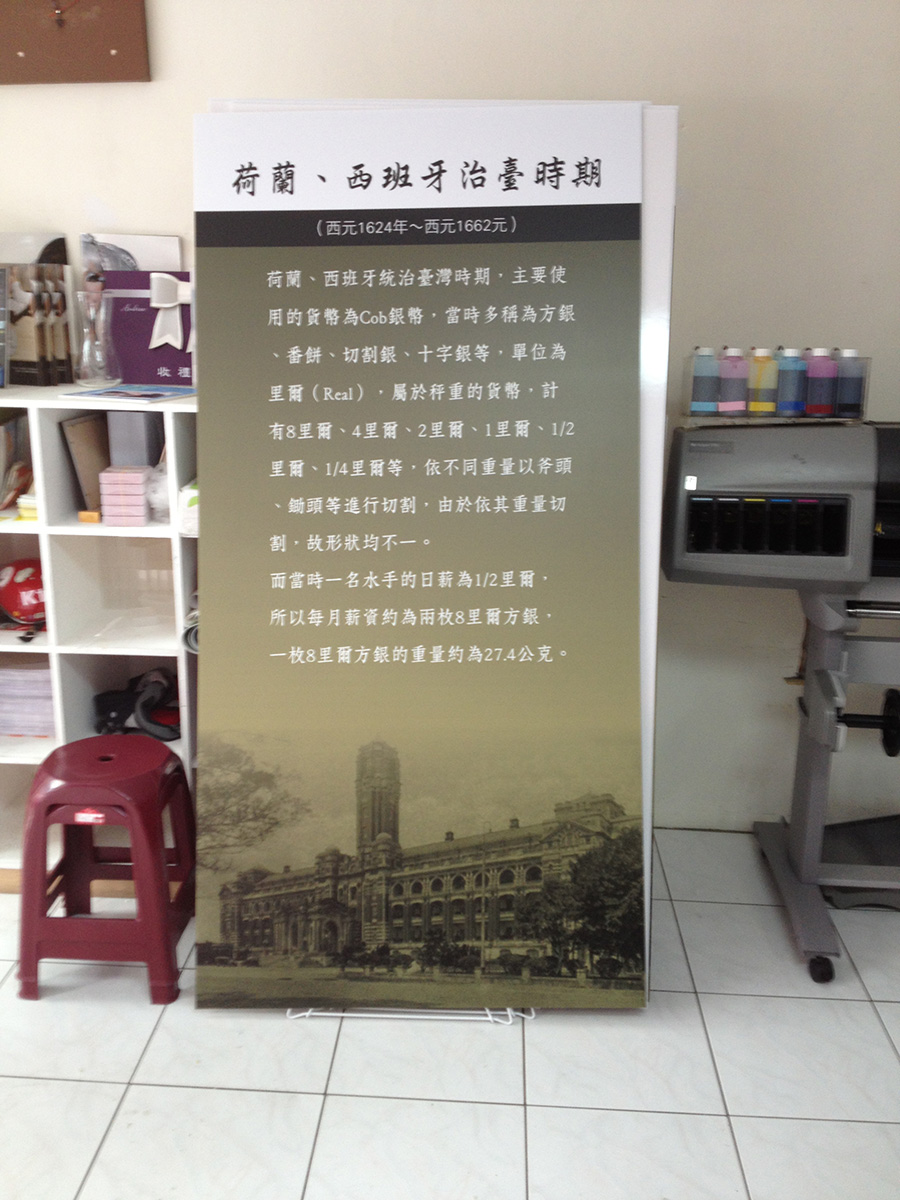 荷蘭、西班牙治臺時期
（西元1624年～西元1662元）
荷蘭、西班牙統治臺灣時期，主要使
用的貨幣為Cob銀幣，當時多稱為方銀
、番餅、切割銀、十字銀等，單位為
里爾（Real），屬於秤重的貨幣，計
有8里爾、4里爾、2里爾、1里爾、1/2
里爾、1/4里爾等，依不同重量以斧頭
、鋤頭等進行切割，由於依其重量切
割，故形狀均不一。
而當時一名水手的日薪為1/2里爾，
所以每月薪資約為兩枚8里爾方銀，
一枚8里爾方銀的重量約為27.4公克。
收禮